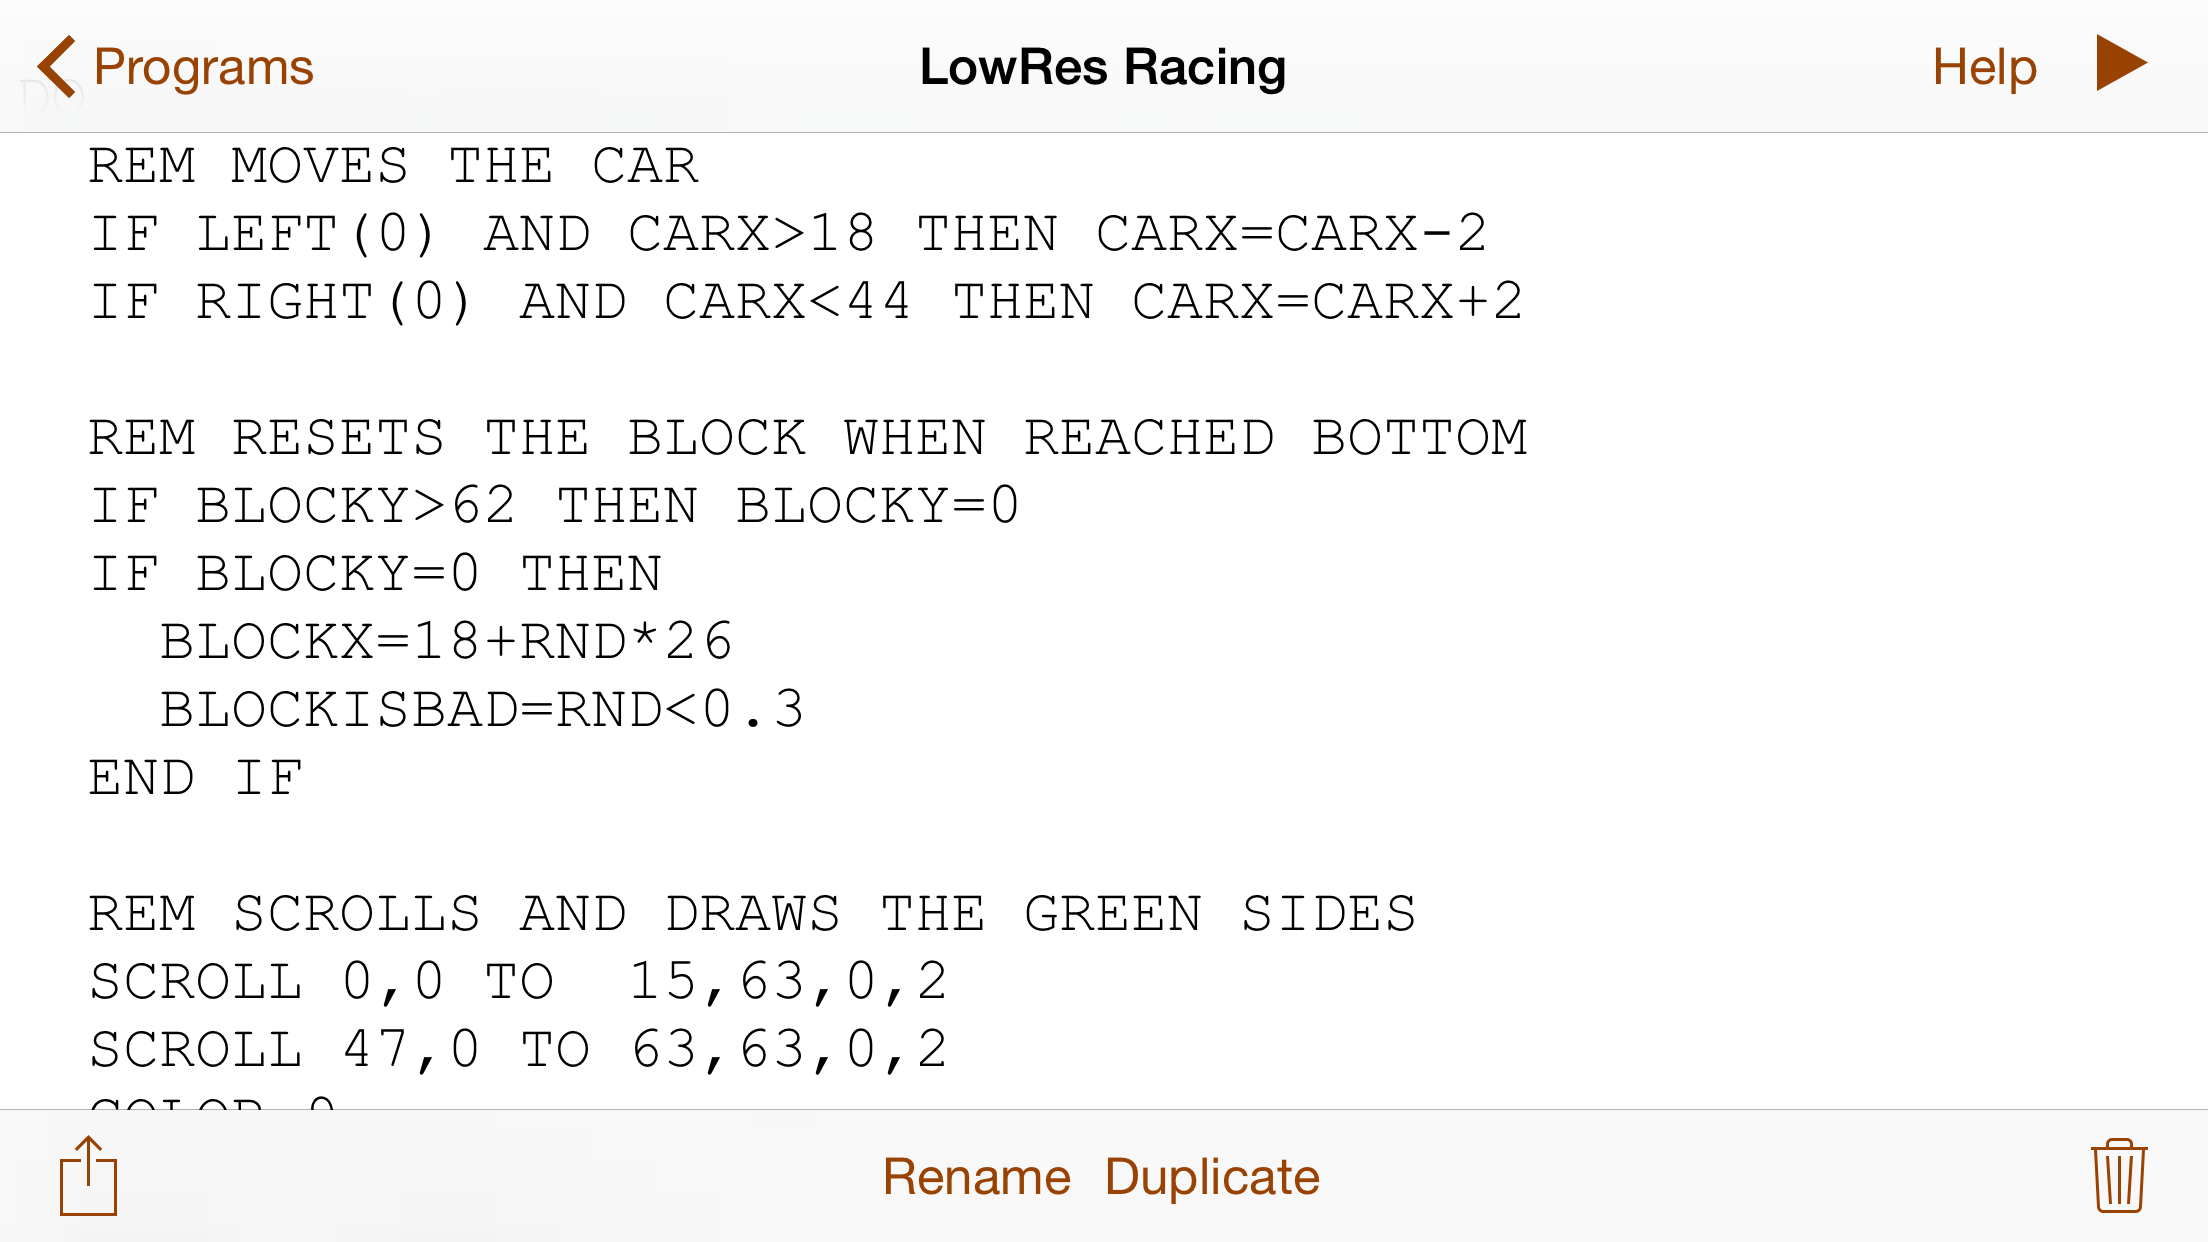 Programs LowRes Racing Help
DO
REM MOVES THE CAR
IF LEFT(0) AND CARX>18 THEN CARX=CARX-2
IF RIGHT(0) AND CARX<44 THEN CARX=CARX+2
REM RESETS THE BLOCK WHEN REACHED BOTTOM
IF BLOCKY>62 THEN BLOCKY=0
IF BLOCKY=0 THEN
  BLOCKX=18+RND*26
  BLOCKISBAD=RND<0.3
END IF
REM SCROLLS AND DRAWS THE GREEN SIDES
SCROLL 0,0 TO  15,63,0,2
SCROLL 47,0 TO 63,63,0,2
COLOR
Rename Duplicate